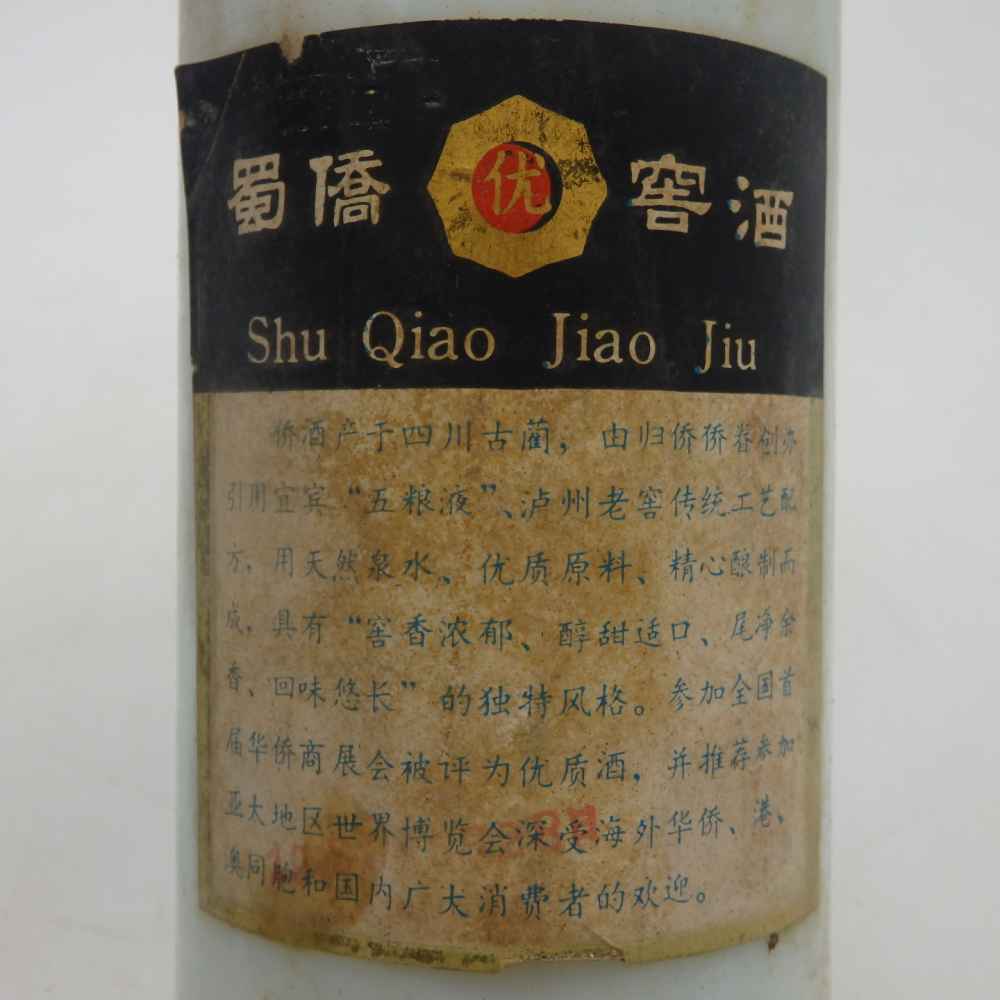 蜀僑 优 窖酒
Shu Qiao Jiao Jiu
侨酒产于四川古蔺，由归侨侨眷创办
引用宜宾“五粮液”、泸州老窖传统工艺配
方，用天然泉水、优质原料、精心酿制而
成，具有“窖香浓郁、醇甜适口、尾净余
香、回味悠长”的独特风格。参加全国首
届华侨商展会被评为优质酒，并推荐参加
亚大地区世界博览会深受海外华侨、港、
奥同胞和国内广大消费者的欢迎。